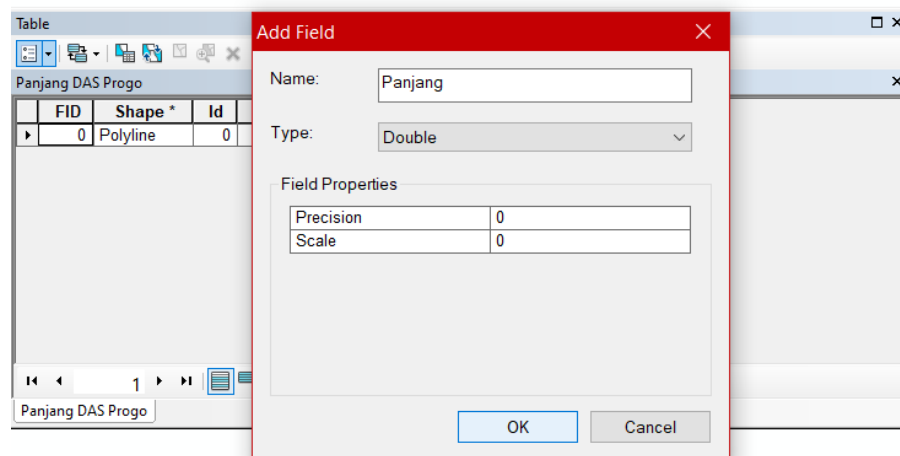 Table
Add Field
Panjang DAS Progo
Name:
Panjang
FID Shape * Id
0 Polyline 0
Type:
Double
Field Properties
Precision 0
Scale 0
1
Panjang DAS Progo
OK Cancel